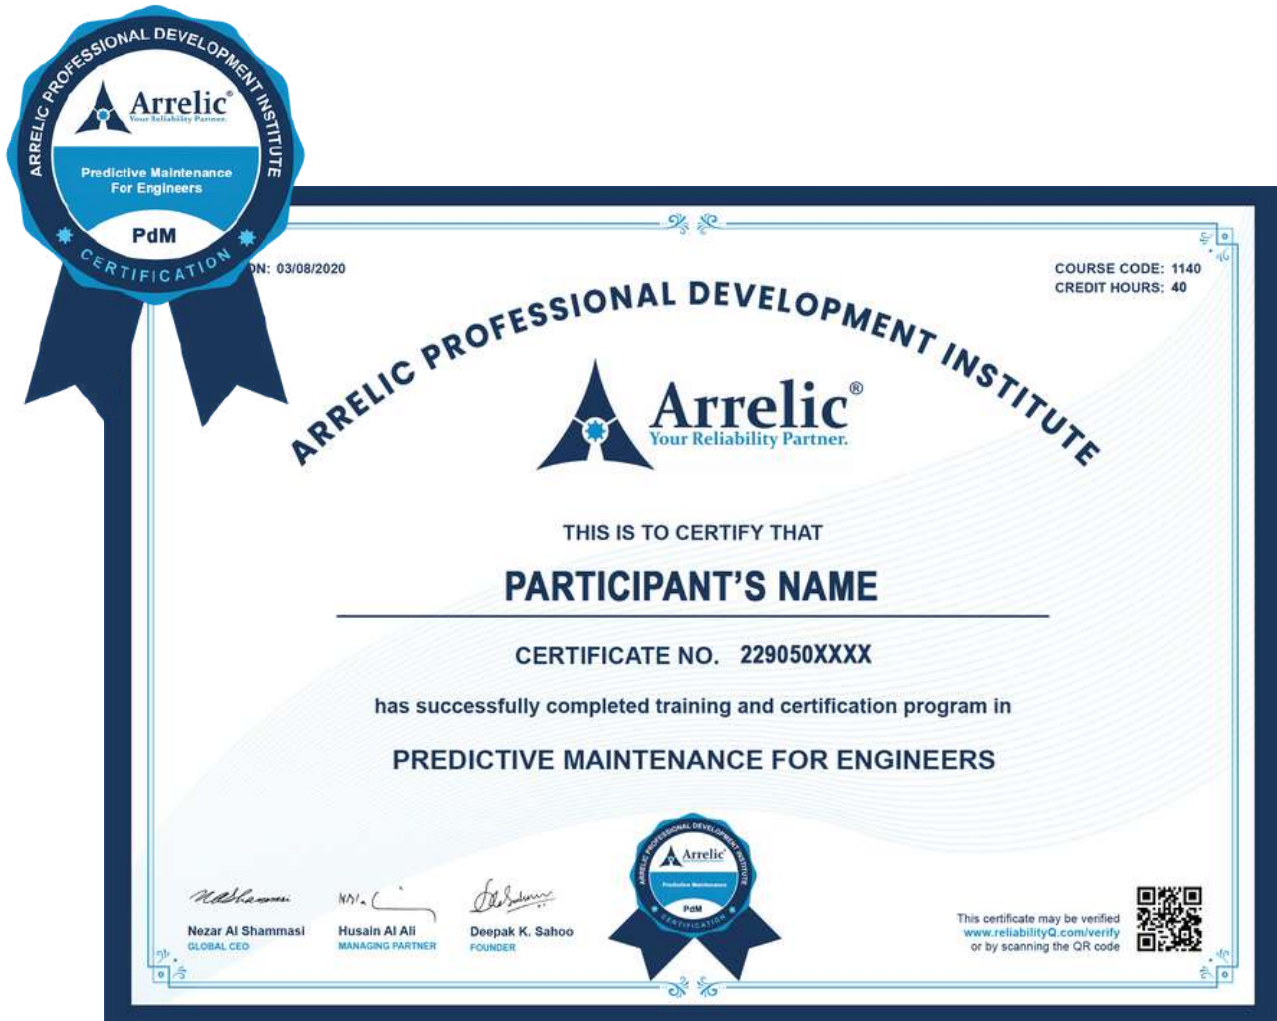 ARRELIC PROFESSIONAL DEVELOPMENT INSTITUTE
Arrelic®
Your Reliability Partner.
Predictive Maintenance
For Engineers
PdM
CERTIFICATION
ON: 03/08/2020
COURSE CODE: 1140
CREDIT HOURS: 40
ARRELIC PROFESSIONAL DEVELOPMENT INSTITUTE
Arrelic®
Your Reliability Partner.
THIS IS TO CERTIFY THAT
PARTICIPANT'S NAME
CERTIFICATE NO. 229050XXXX
has successfully completed training and certification program in
PREDICTIVE MAINTENANCE FOR ENGINEERS
ARRELIC PROFESSIONAL DEVELOPMENT INSTITUTE
Arrelic
Predictive Maintenance
PdM
CERTIFICATION
Nezar Al Shammasi
GLOBAL CEO
Husain Al Ali
MANAGING PARTNER
Deepak K. Sahoo
FOUNDER
This certificate may be verified
www.reliabilityQ.com/verify
or by scanning the QR code